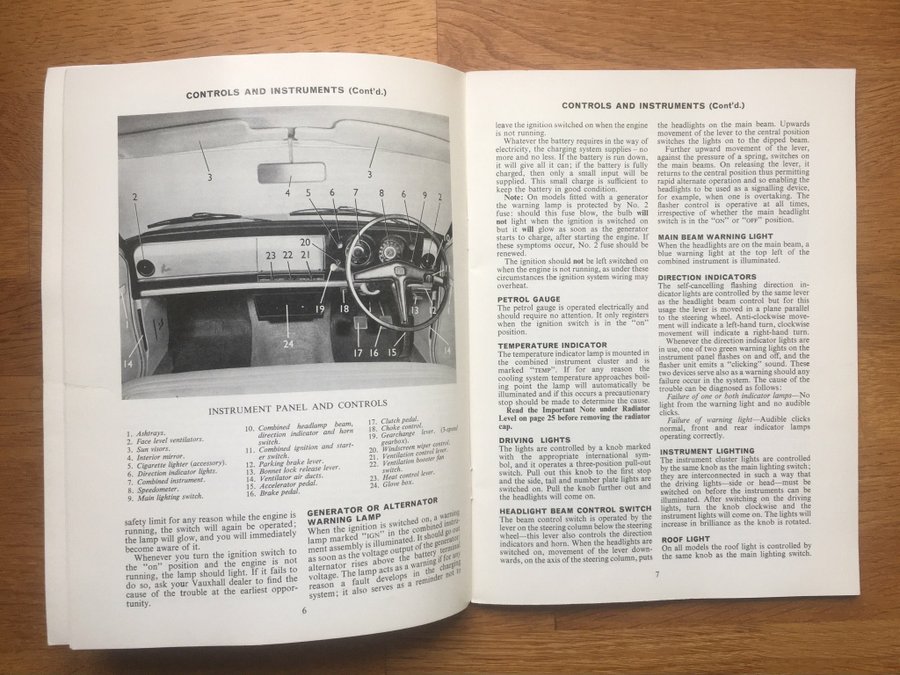 CONTROLS AND INSTRUMENTS (Cont'd.)
3
3
4
5
6
7
8
6
9
2
2
20
23 22 21
19
18
13
24
17
16
15
14
14
INSTRUMENT PANEL AND CONTROLS
1. Ashtrays.
2. Face level ventilators.
3. Sun visors.
4. Interior mirror.
5. Cigarette lighter (accessory).
6. Direction indicator lights.
7. Combined instrument.
8. Speedometer.
9. Main lighting switch.
10. Combined headlamp beam,
direction indicator and horn
switch.
11. Combined ignition and start-
er switch.
12. Parking brake lever.
13. Bonnet lock release lever.
14. Ventilator air ducts.
15. Accelerator pedal.
16. Brake pedal.
17. Clutch pedal.
18. Choke control.
19. Gearchange lever, (3-speed
gearbox).
20. Windscreen wiper control.
21. Ventilation control lever.
22. Ventilation booster fan
switch.
23. Heat control lever.
24. Glove box.
safety limit for any reason while the engine is
running, the switch will again be operated;
the lamp will glow, and you will immediately
become aware of it.
Whenever you turn the ignition switch to
the "on" position and the engine is not
running, the lamp should light. If it fails to
do so, ask your Vauxhall dealer to find the
cause of the trouble at the earliest oppor-
tunity.
GENERATOR OR ALTERNATOR
WARNING LAMP
When the ignition is switched on, a warning
lamp marked "IGN" in the combined instru-
ment assembly is illuminated. It should go out
as soon as the voltage output of the generator
alternator rises above the battery terminal
voltage. The lamp acts as a warning if for any
reason a fault develops in the charging
system; it also serves as a reminder not to
6
CONTROLS AND INSTRUMENTS (Cont'd.)
leave the ignition switched on when the engine
is not running.
Whatever the battery requires in the way of
electricity, the charging system supplies – no
more and no less. If the battery is run down,
it will give all it can; if the battery is fully
charged, then only a small input will be
supplied. This small charge is sufficient to
keep the battery in good condition.
Note: On models fitted with a generator
the warning lamp is protected by No. 2
fuse: should this fuse blow, the bulb will
not light when the ignition is switched on
but it will glow as soon as the generator
starts to charge, after starting the engine. If
these symptoms occur, No. 2 fuse should be
renewed.
The ignition should not be left switched on
when the engine is not running, as under these
circumstances the ignition system wiring may
overheat.
PETROL GAUGE
The petrol gauge is operated electrically and
should require no attention. It only registers
when the ignition switch is in the "on"
position.
TEMPERATURE INDICATOR
The temperature indicator lamp is mounted in
the combined instrument cluster and is
marked "TEMP". If for any reason the
cooling system temperature approaches boil-
ing point the lamp will automatically be
illuminated and if this occurs a precautionary
stop should be made to determine the cause.
Read the Important Note under Radiator
Level on page 25 before removing the radiator
cap.
DRIVING LIGHTS
The lights are controlled by a knob marked
with the appropriate international sym-
bol, and it operates a three-position pull-out
switch. Pull out this knob to the first stop
and the side, tail and number plate lights are
switched on. Pull the knob further out and
the headlights will come on.
HEADLIGHT BEAM CONTROL SWITCH
The beam control switch is operated by the
lever on the steering column below the steering
wheel—this lever also controls the direction
indicators and horn. When the headlights are
switched on, movement of the lever down-
wards, on the axis of the steering column, puts
the headlights on the main beam. Upwards
movement of the lever to the central position
switches the lights on to the dipped beam.
Further upward movement of the lever,
against the pressure of a spring, switches on
the main beams. On releasing the lever, it
returns to the central position thus permitting
rapid alternate operation and so enabling the
headlights to be used as a signalling device,
for example, when one is overtaking. The
flasher control is operative at all times,
irrespective of whether the main headlight
switch is in the "ON" or "OFF" position.
MAIN BEAM WARNING LIGHT
When the headlights are on the main beam, a
blue warning light at the top left of the
combined instrument is illuminated.
DIRECTION INDICATORS
The self-cancelling flashing direction in-
dicator lights are controlled by the same lever
as the headlight beam control but for this
usage the lever is moved in a plane parallel
to the steering wheel. Anti-clockwise move-
ment will indicate a left-hand turn, clockwise
movement will indicate a right-hand turn.
Whenever the direction indicator lights are
in use, one of two green warning lights on the
instrument panel flashes on and off, and the
flasher unit emits a "clicking" sound. These
two devices serve also as a warning should any
failure occur in the system. The cause of the
trouble can be diagnosed as follows:
Failure of one or both indicator lamps—No
light from the warning light and no audible
clicks.
Failure of warning light—Audible clicks
normal, front and rear indicator lamps
operating correctly.
INSTRUMENT LIGHTING
The instrument cluster lights are controlled
by the same knob as the main lighting switch;
they are interconnected in such a way that
the driving lights—side or head—must be
switched on before the instruments can be
illuminated. After switching on the driving
lights, turn the knob clockwise and the
instrument lights will come on. The lights will
increase in brilliance as the knob is rotated.
ROOF LIGHT
On all models the roof light is controlled by
the same knob as the main lighting switch.
7